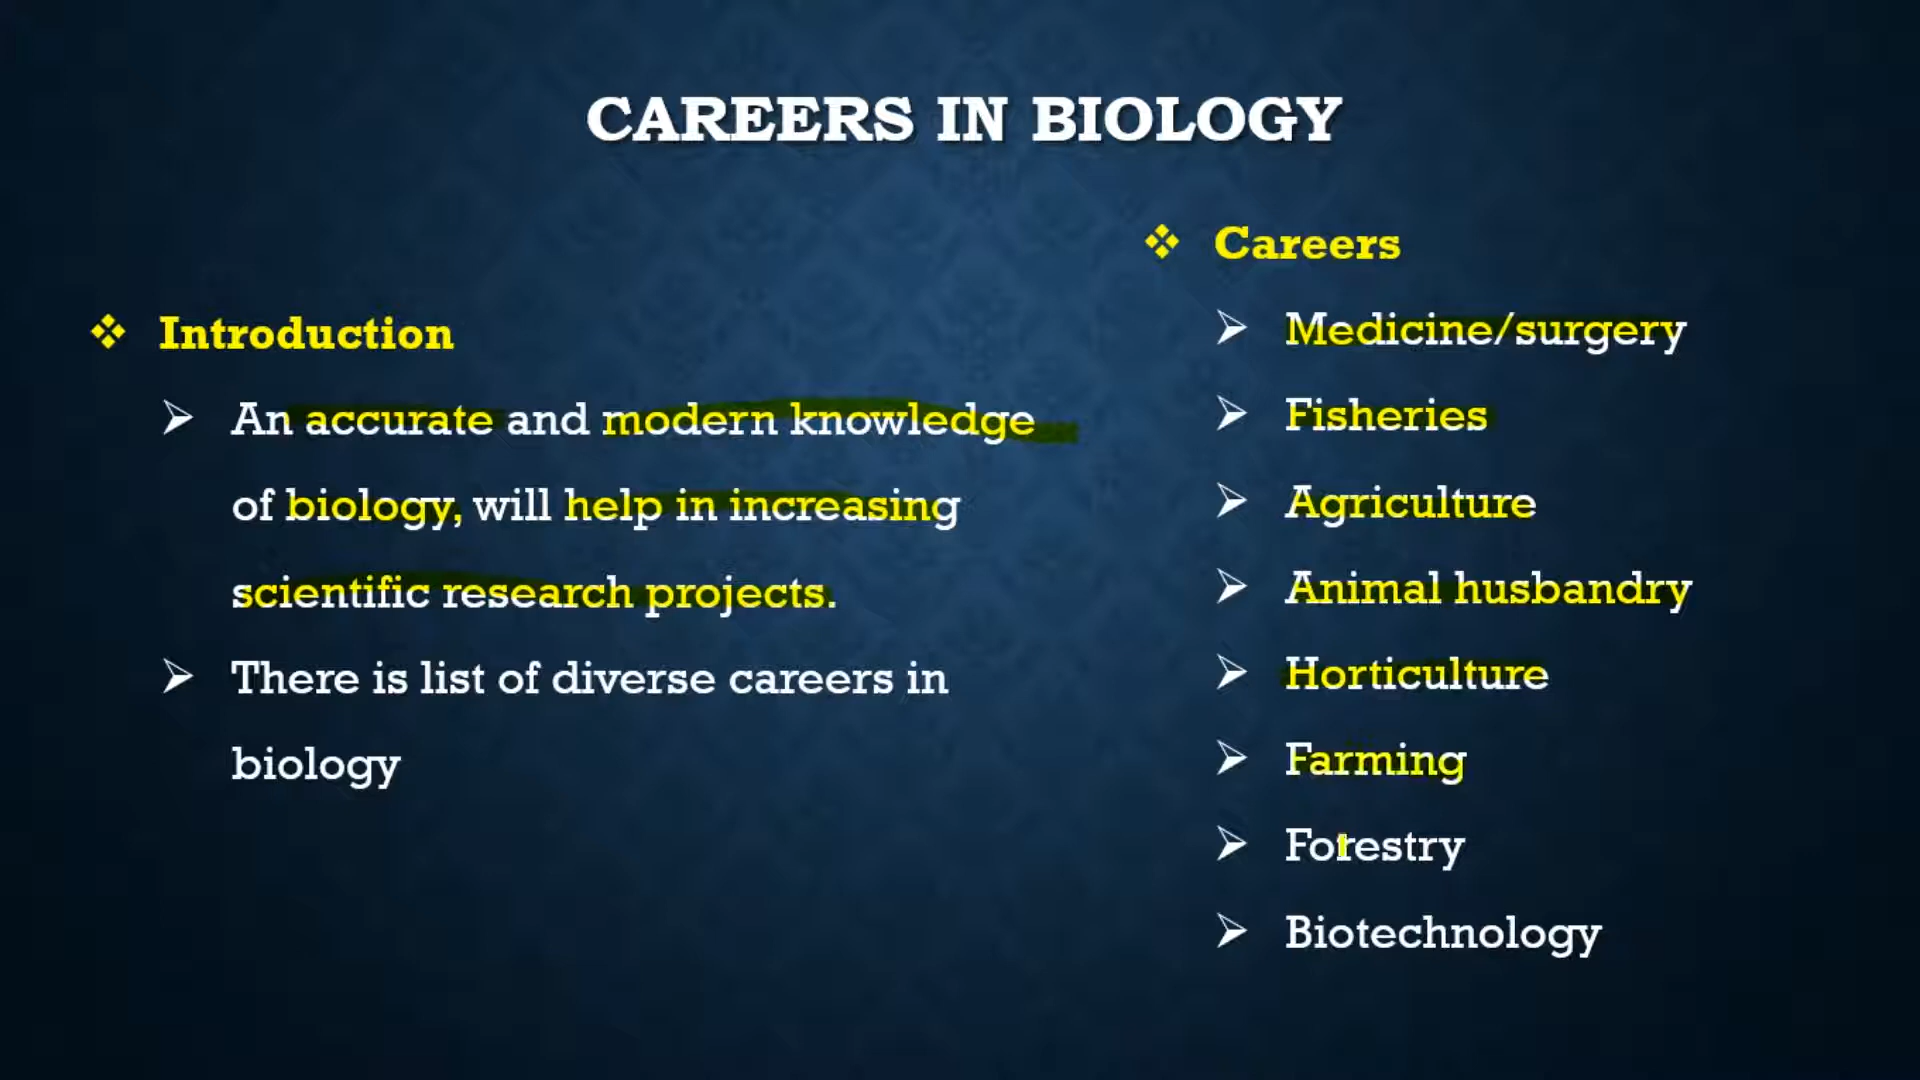 CAREERS IN BIOLOGY
Introduction
An accurate and modern knowledge
of biology, will help in increasing
scientific research projects.
There is list of diverse careers in
biology
Careers
Medicine/surgery
Fisheries
Agriculture
Animal husbandry
Horticulture
Farming
Forestry
Biotechnology